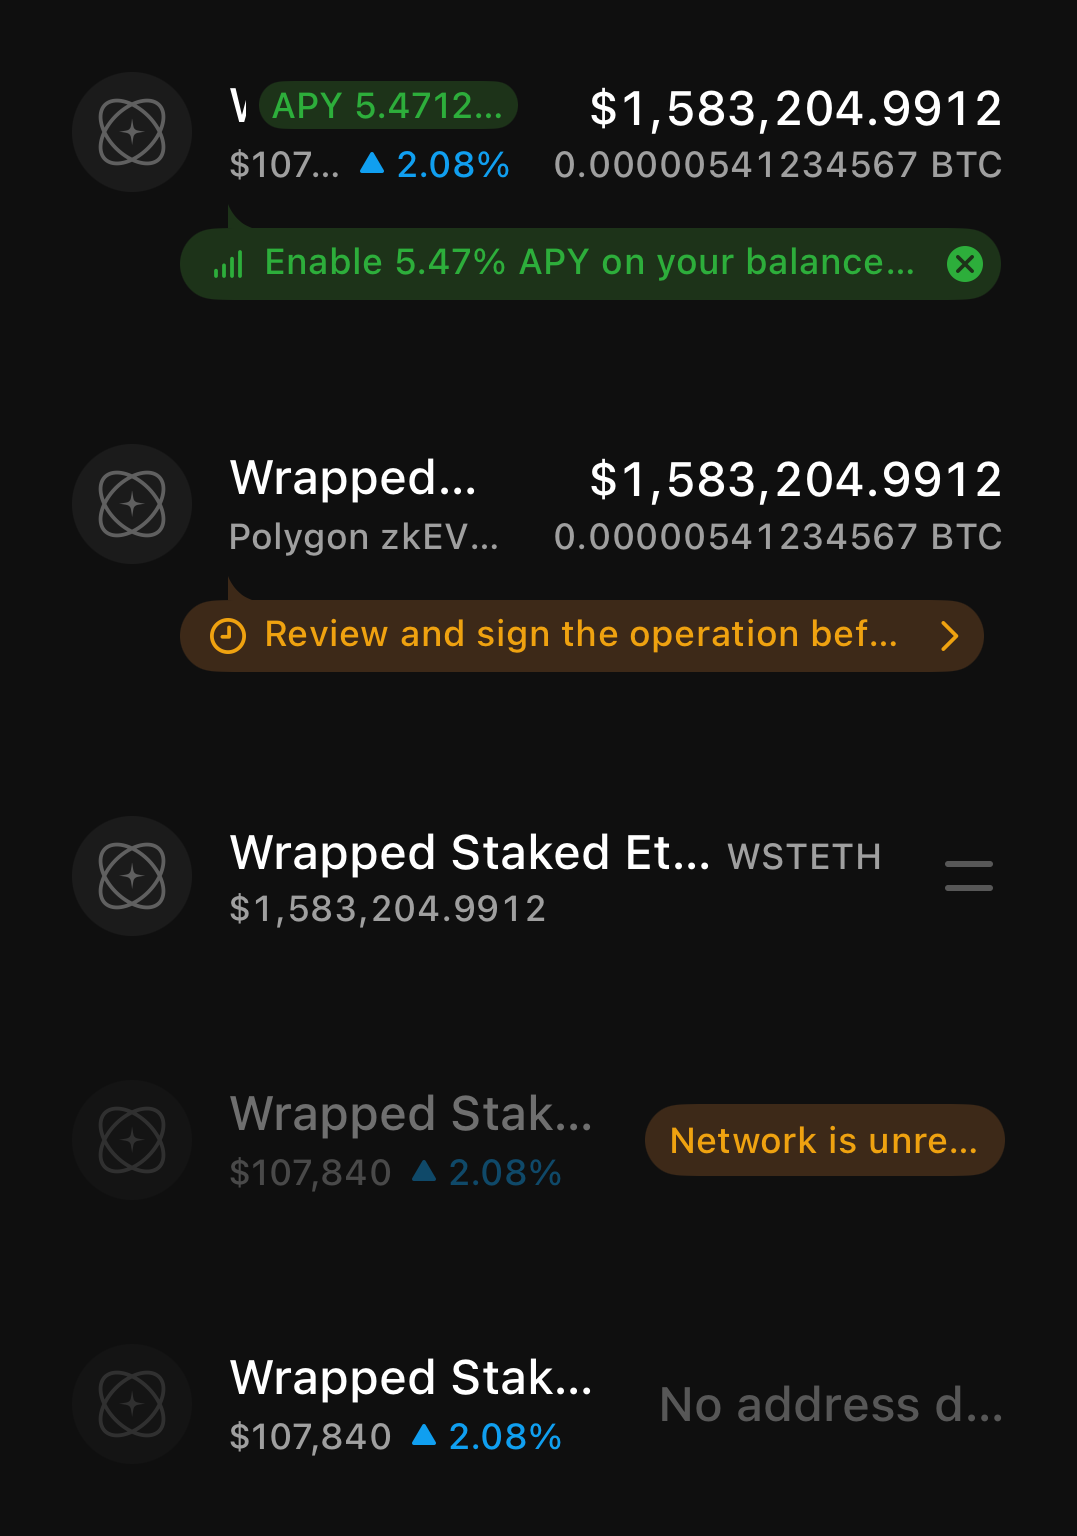 APY 5.4712... $1,583,204.9912
$107... ▲ 2.08% 0.00000541234567 BTC
Enable 5.47% APY on your balance...
Wrapped... $1,583,204.9912
Polygon zkEV... 0.00000541234567 BTC
Review and sign the operation bef...
Wrapped Staked Et... WSTETH
$1,583,204.9912
Wrapped Stak...
$107,840 ▲ 2.08%
Network is unre...
Wrapped Stak...
$107,840 ▲ 2.08%
No address d...